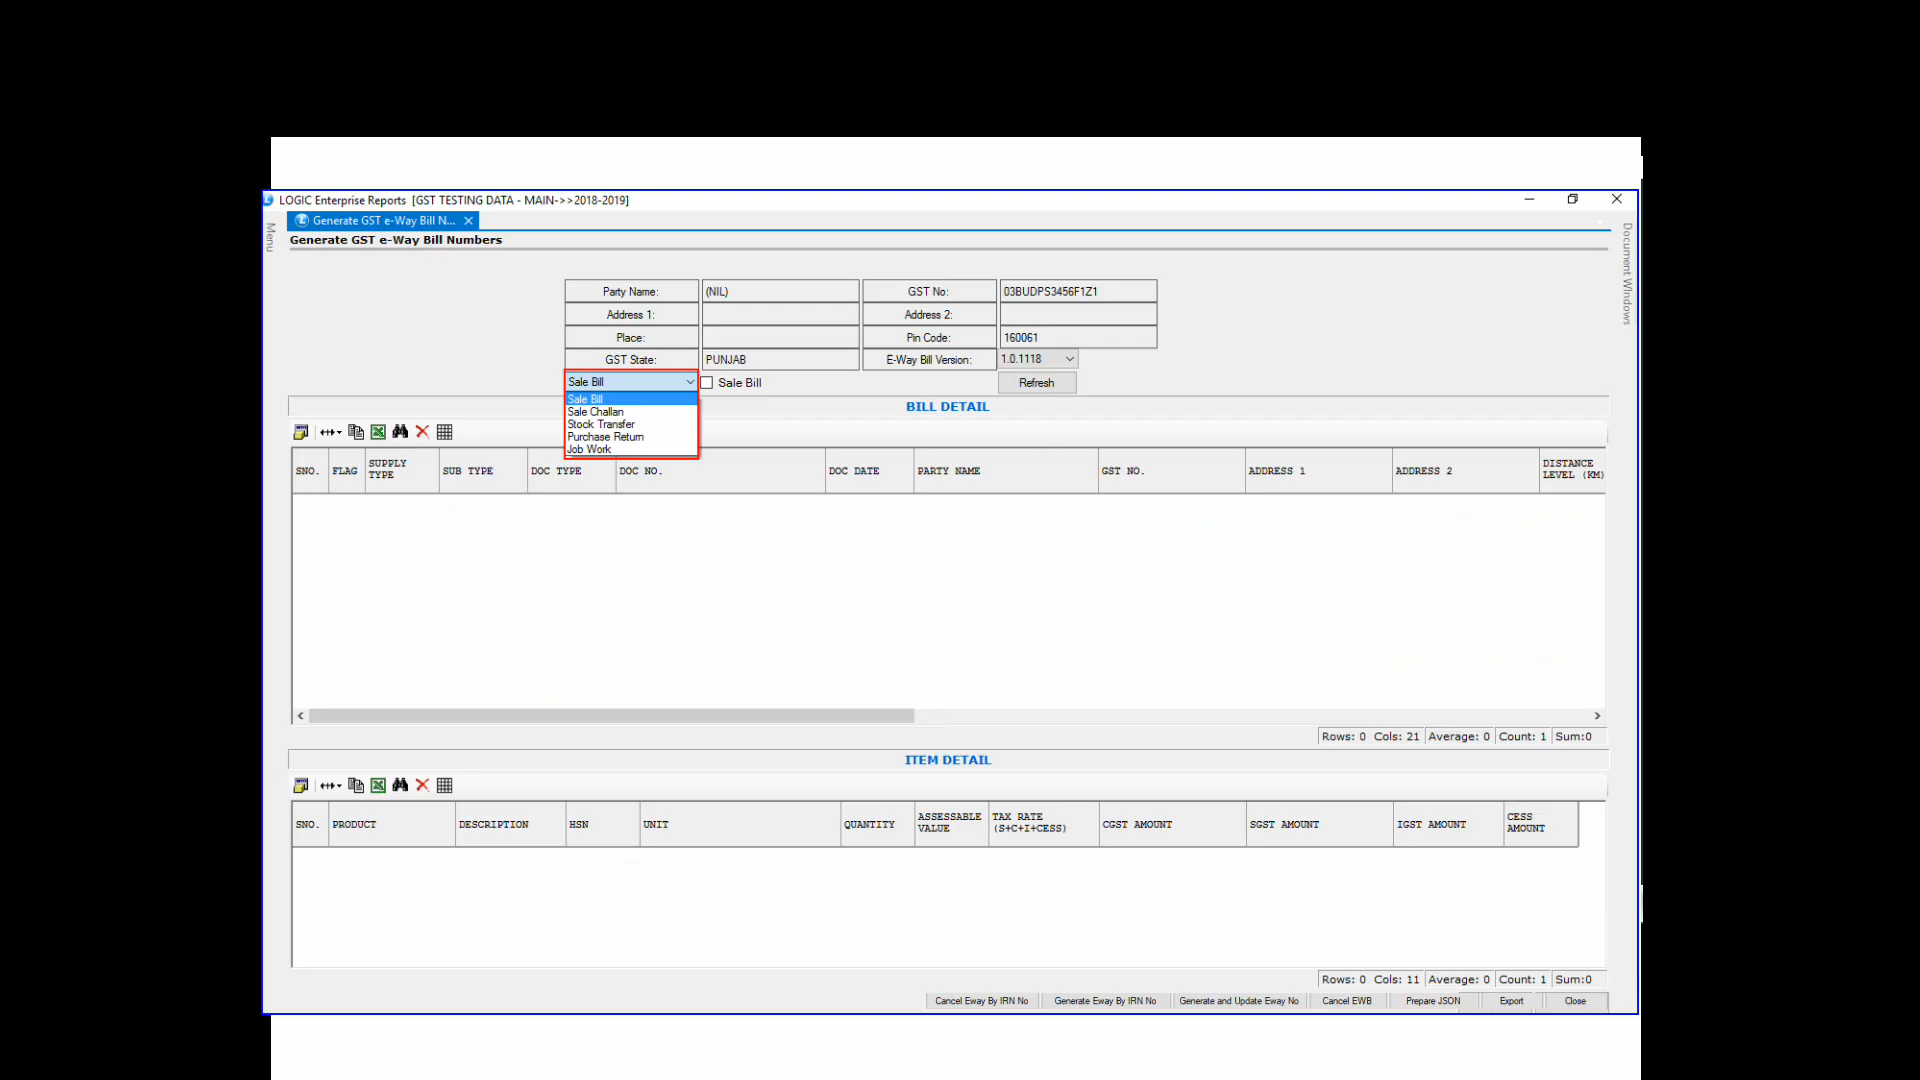 LOGIC Enterprise Reports [GST TESTING DATA - MAIN->>2018-2019]
Generate GST e-Way Bill N...
Menu
Document Windows
Generate GST e-Way Bill Numbers
Party Name: (NIL) GST No: 03BUDPS3456F1Z1
Address 1: Address 2:
Place: Pin Code: 160061
GST State: PUNJAB E-Way Bill Version: 1.0.1118
Sale Bill Sale Bill Refresh
Sale Bill
Sale Challan
Stock Transfer
Purchase Return
Job Work
BILL DETAIL
SNO. FLAG SUPPLY TYPE SUB TYPE DOC TYPE DOC NO. DOC DATE PARTY NAME GST NO. ADDRESS 1 ADDRESS 2 DISTANCE LEVEL (KM)
Rows: 0 Cols: 21 Average: 0 Count: 1 Sum:0
ITEM DETAIL
SNO. PRODUCT DESCRIPTION HSN UNIT QUANTITY ASSESSABLE VALUE TAX RATE (S+C+I+CESS) CGST AMOUNT SGST AMOUNT IGST AMOUNT CESS AMOUNT
Rows: 0 Cols: 11 Average: 0 Count: 1 Sum:0
Cancel Eway By IRN No Generate Eway By IRN No Generate and Update Eway No Cancel EWB Prepare JSON Export Close